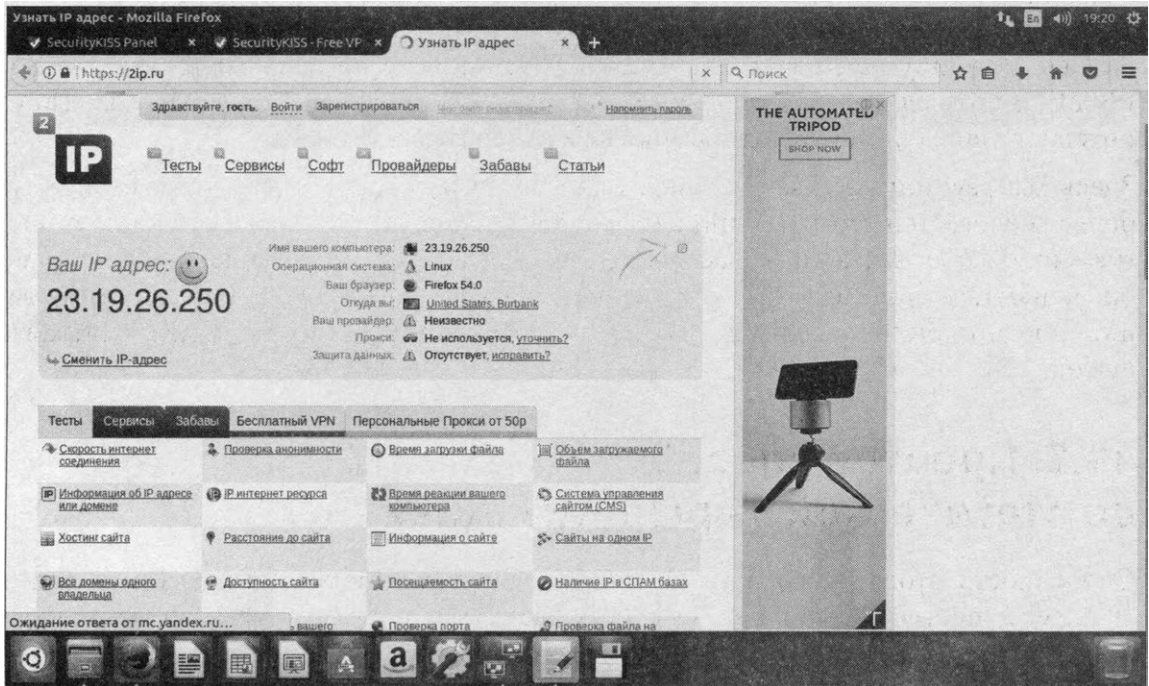 Узнать IP адрес - Mozilla Firefox
En 19:20
SecurityKISS Panel × SecurityKISS - Free VP × Узнать IP адрес × +
https://2ip.ru × Поиск
Здравствуйте, гость. Войти Зарегистрироваться Напомнить пароль
2
IP
Тесты Сервисы Софт Провайдеры Забавы Статьи
THE AUTOMATED
TRIPOD
SHOP NOW
Ваш IP адрес:
23.19.26.250
Сменить IP-адрес
Имя вашего компьютера: 23.19.26.250
Операционная система: Linux
Ваш браузер: Firefox 54.0
Откуда вы: United States, Burbank
Ваш провайдер: Неизвестно
Прокси: Не используется, уточнить?
Защита данных: Отсутствует, исправить?
Тесты Сервисы Забавы Бесплатный VPN Персональные Прокси от 50р
Скорость интернет
соединения
Проверка анонимности
Время загрузки файла
Объем загружаемого
файла
Информация об IP адресе
или домене
IP интернет ресурса
Время реакции вашего
компьютера
Система управления
сайтом (CMS)
Хостинг сайта
Расстояние до сайта
Информация о сайте
Сайты на одном IP
Все домены одного
владельца
Доступность сайта
Посещаемость сайта
Наличие IP в СПАМ базах
вашего
Проверка порта
Проверка файла на
Ожидание ответа от mc.yandex.ru...